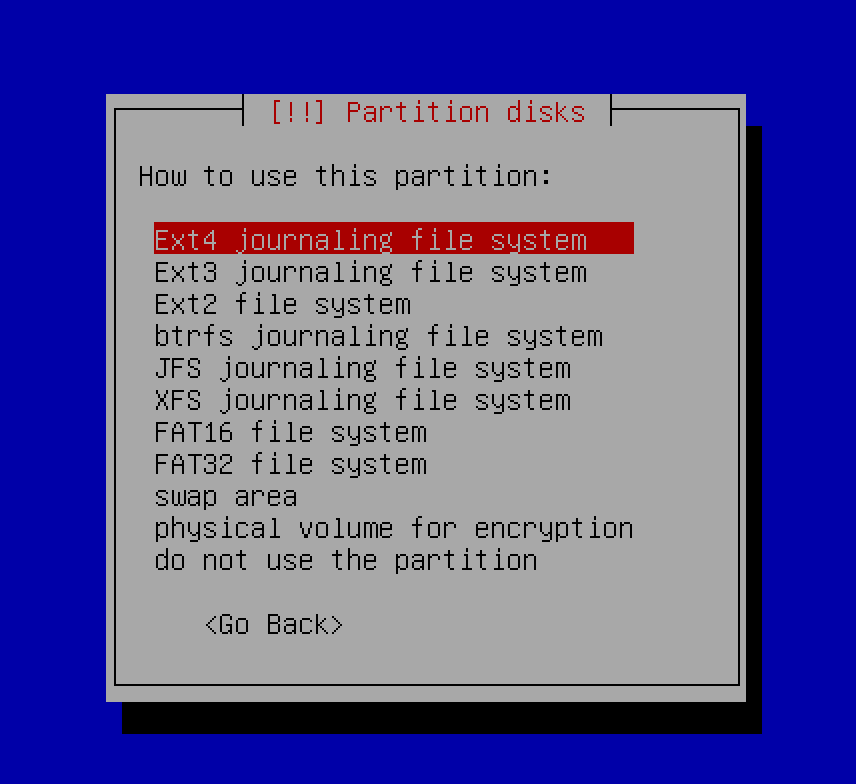 [!!] Partition disks
How to use this partition:
Ext4 journaling file system
Ext3 journaling file system
Ext2 file system
btrfs journaling file system
JFS journaling file system
XFS journaling file system
FAT16 file system
FAT32 file system
swap area
physical volume for encryption
do not use the partition
<Go Back>